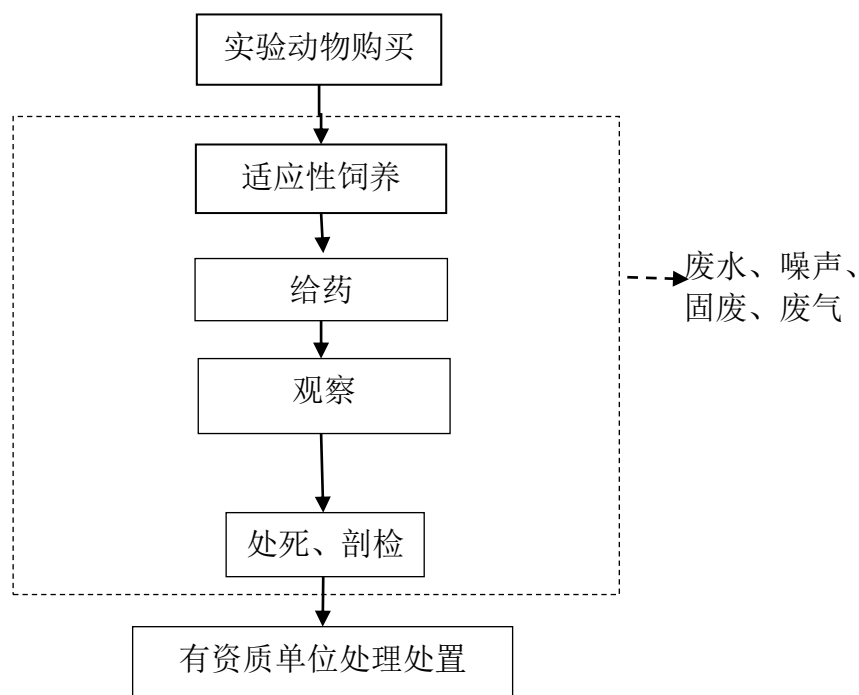 实验动物购买
适应性饲养
给药
观察
处死、剖检
有资质单位处理处置
废水、噪声、
固废、废气